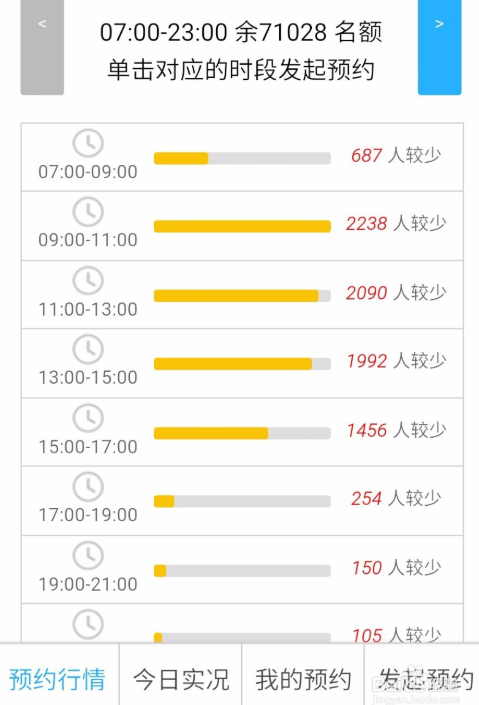 <
07:00-23:00 余71028 名额
>
单击对应的时段发起预约
07:00-09:00 687 人较少
09:00-11:00 2238 人较少
11:00-13:00 2090 人较少
13:00-15:00 1992 人较少
15:00-17:00 1456 人较少
17:00-19:00 254 人较少
19:00-21:00 150 人较少
105 人较少
预约行情 今日实况 我的预约 发起预约
jingyan.baidu.com